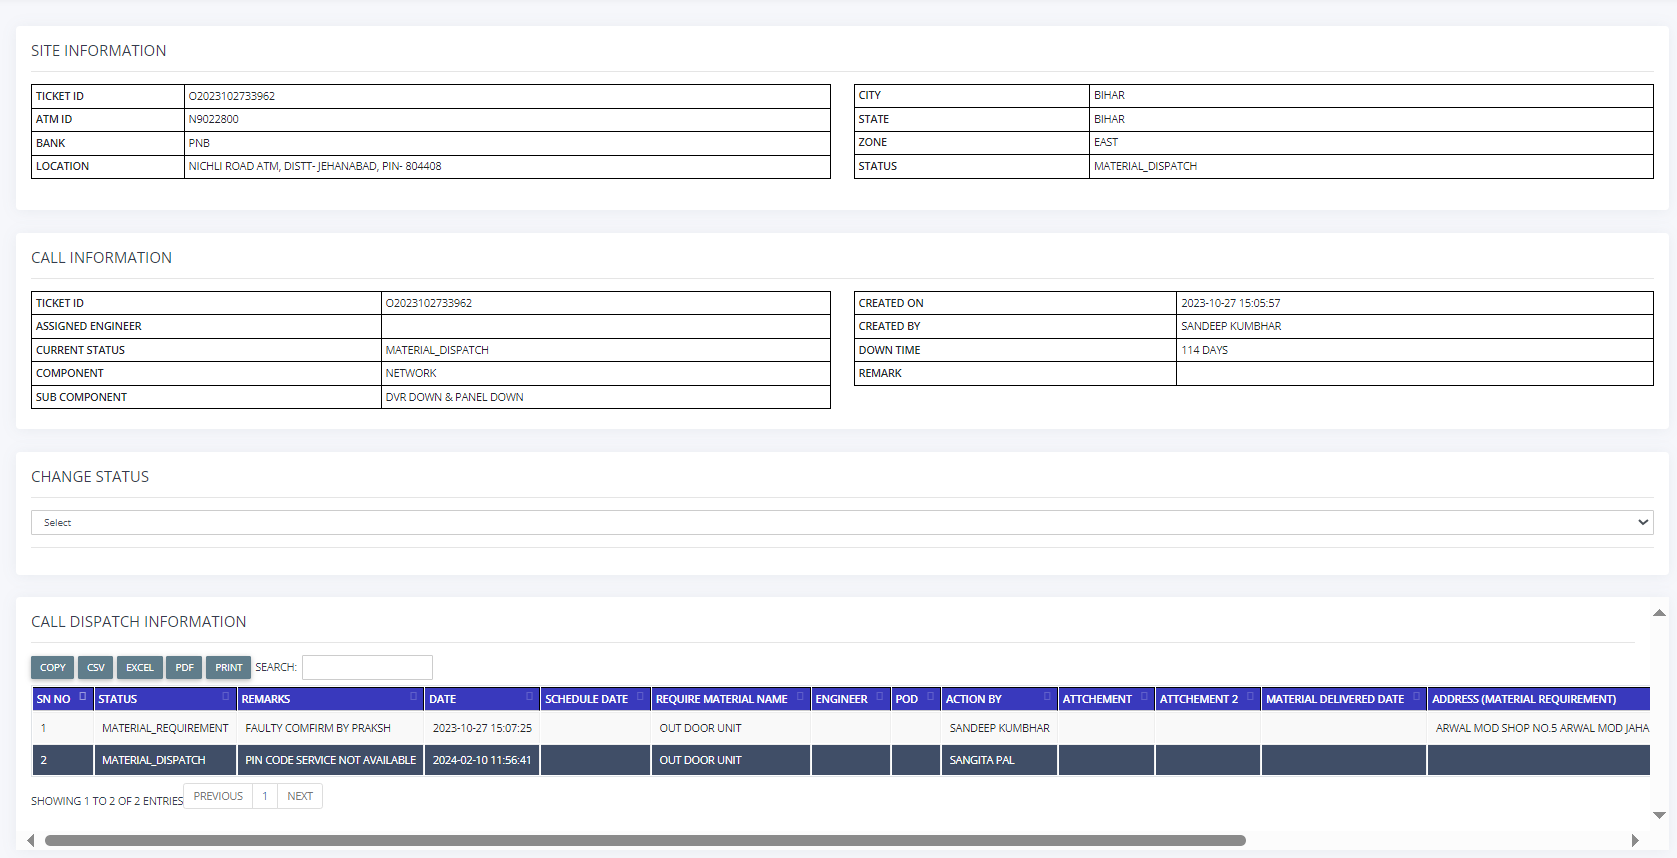 SITE INFORMATION
TICKET ID O2023102733962
ATM ID N9022800
BANK PNB
LOCATION NICHLI ROAD ATM, DISTT- JEHANABAD, PIN- 804408
CITY BIHAR
STATE BIHAR
ZONE EAST
STATUS MATERIAL_DISPATCH
CALL INFORMATION
TICKET ID O2023102733962
ASSIGNED ENGINEER
CURRENT STATUS MATERIAL_DISPATCH
COMPONENT NETWORK
SUB COMPONENT DVR DOWN & PANEL DOWN
CREATED ON 2023-10-27 15:05:57
CREATED BY SANDEEP KUMBHAR
DOWN TIME 114 DAYS
REMARK
CHANGE STATUS
Select
CALL DISPATCH INFORMATION
COPY CSV EXCEL PDF PRINT SEARCH:
SN NO STATUS REMARKS DATE SCHEDULE DATE REQUIRE MATERIAL NAME ENGINEER POD ACTION BY ATTCHEMENT ATTCHEMENT 2 MATERIAL DELIVERED DATE ADDRESS (MATERIAL REQUIREMENT)
1 MATERIAL_REQUIREMENT FAULTY COMFIRM BY PRAKSH 2023-10-27 15:07:25 OUT DOOR UNIT SANDEEP KUMBHAR ARWAL MOD SHOP NO.5 ARWAL MOD JAHA
2 MATERIAL_DISPATCH PIN CODE SERVICE NOT AVAILABLE 2024-02-10 11:56:41 OUT DOOR UNIT SANGITA PAL
SHOWING 1 TO 2 OF 2 ENTRIES PREVIOUS 1 NEXT